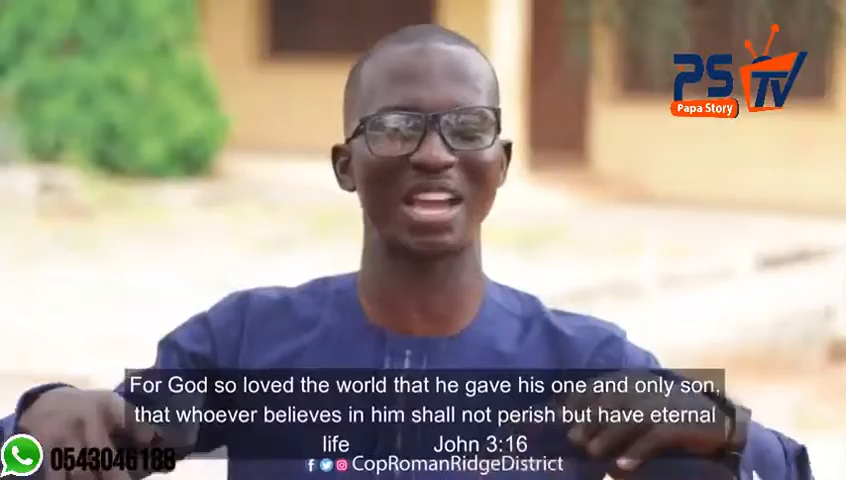 PS TV
Papa Story
For God so loved the world that he gave his one and only son,
that whoever believes in him shall not perish but have eternal
life John 3:16
0543046188
CopRomanRidgeDistrict